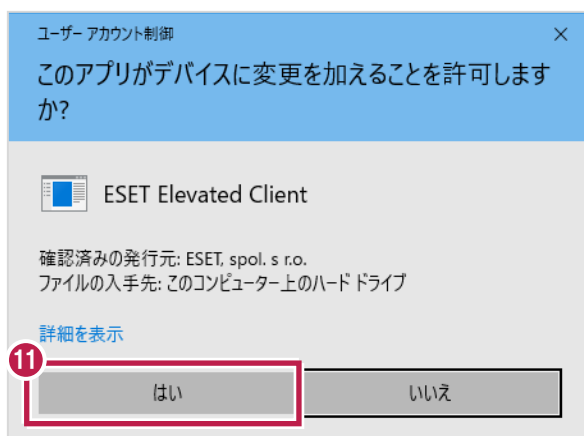 ユーザー アカウント制御
このアプリがデバイスに変更を加えることを許可します
か?
ESET Elevated Client
確認済みの発行元: ESET, spol. s r.o.
ファイルの入手先: このコンピューター上のハード ドライブ
詳細を表示
11
はい
いいえ